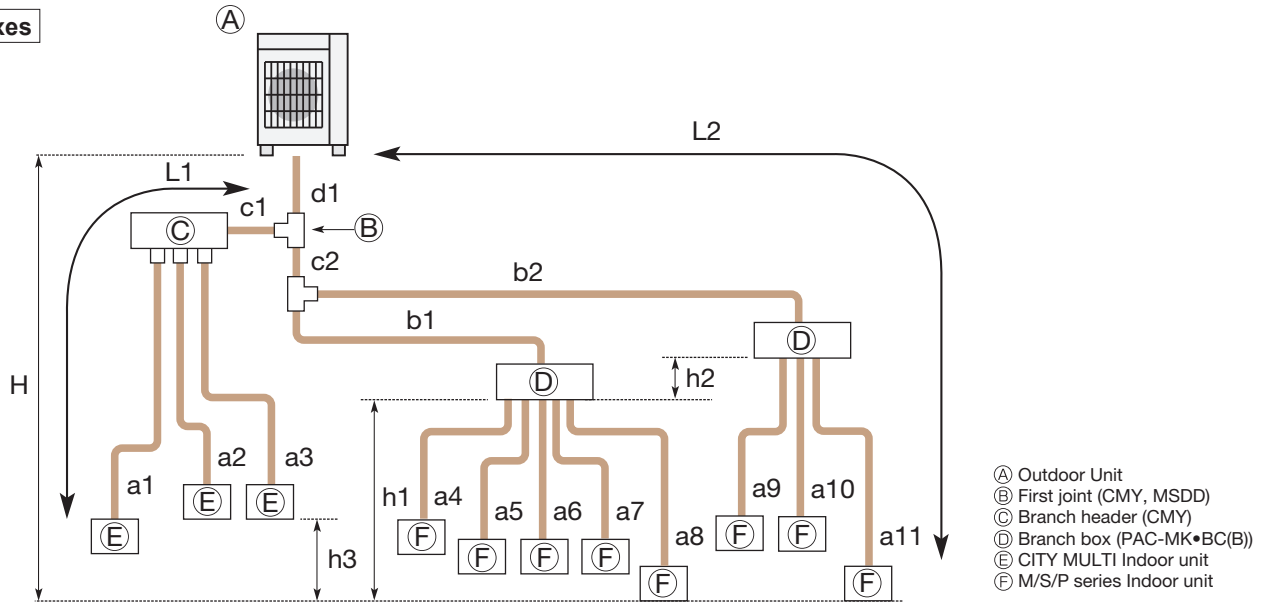 xes
A
L2
L1
d1
c1
B
C
c2
b2
b1
D
D
h2
H
a1
a2
a3
E
E
E
h1
a4
a5
a6
a7
a8
F
F
F
F
F
a9
a10
a11
F
F
F
h3
Ⓐ Outdoor Unit
Ⓑ First joint (CMY, MSDD)
Ⓒ Branch header (CMY)
Ⓓ Branch box (PAC-MK•BC(B))
Ⓔ CITY MULTI Indoor unit
Ⓕ M/S/P series Indoor unit